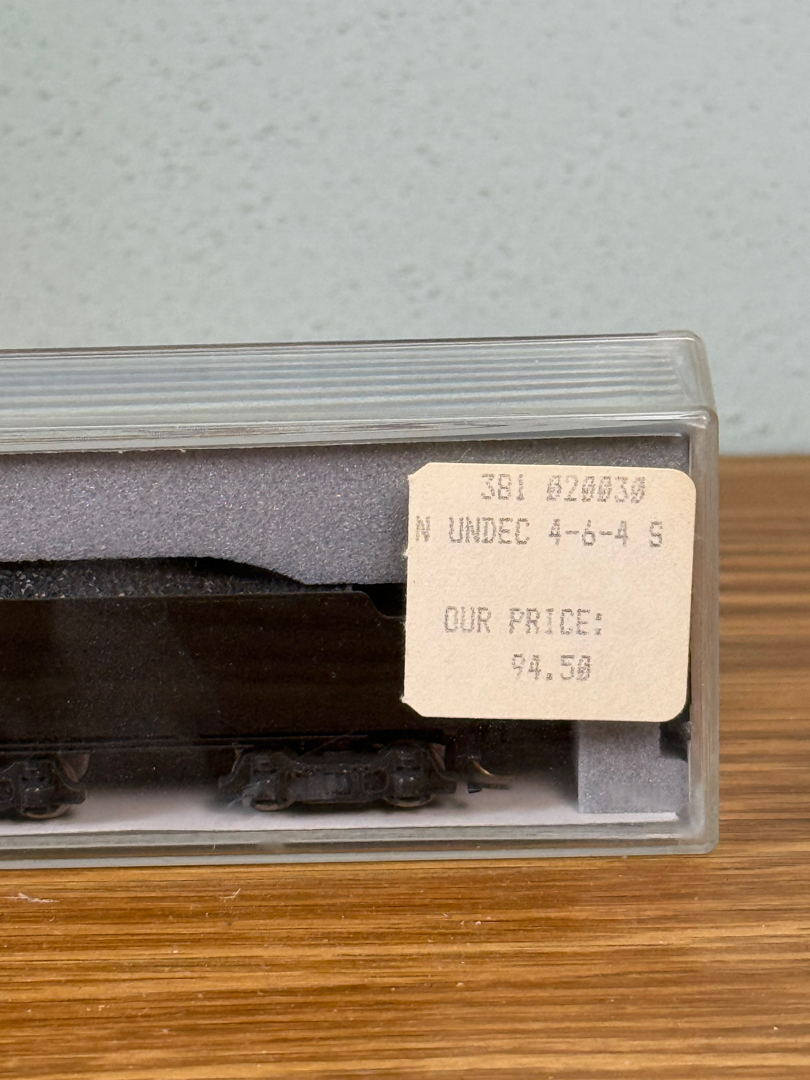 381 020030
N UNDEC 4-6-4 S
OUR PRICE:
94.50